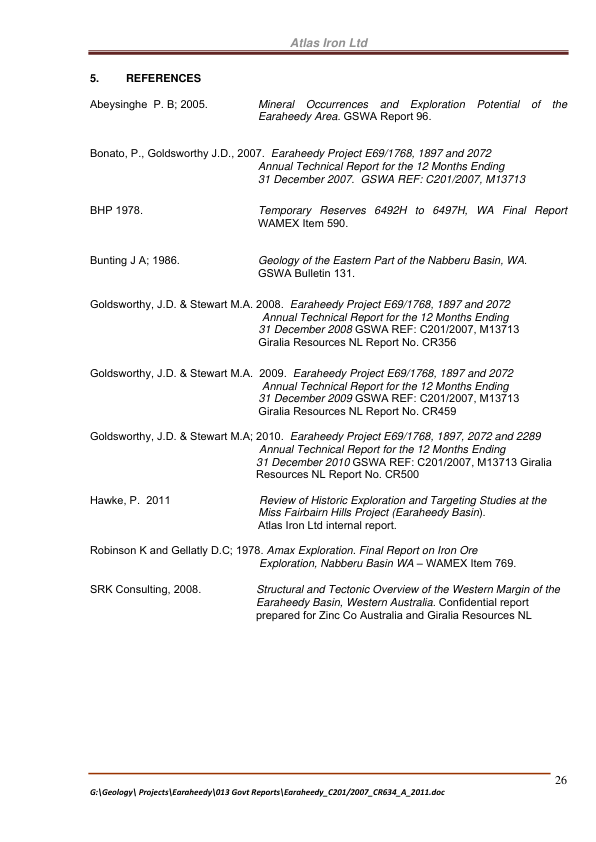 Atlas Iron Ltd
5. REFERENCES
Abeysinghe P. B; 2005. Mineral Occurrences and Exploration Potential of the
Earaheedy Area. GSWA Report 96.
Bonato, P., Goldsworthy J.D., 2007. Earaheedy Project E69/1768, 1897 and 2072
Annual Technical Report for the 12 Months Ending
31 December 2007. GSWA REF: C201/2007, M13713
BHP 1978. Temporary Reserves 6492H to 6497H, WA Final Report
WAMEX Item 590.
Bunting J A; 1986. Geology of the Eastern Part of the Nabberu Basin, WA.
GSWA Bulletin 131.
Goldsworthy, J.D. & Stewart M.A. 2008. Earaheedy Project E69/1768, 1897 and 2072
Annual Technical Report for the 12 Months Ending
31 December 2008 GSWA REF: C201/2007, M13713
Giralia Resources NL Report No. CR356
Goldsworthy, J.D. & Stewart M.A. 2009. Earaheedy Project E69/1768, 1897 and 2072
Annual Technical Report for the 12 Months Ending
31 December 2009 GSWA REF: C201/2007, M13713
Giralia Resources NL Report No. CR459
Goldsworthy, J.D. & Stewart M.A; 2010. Earaheedy Project E69/1768, 1897, 2072 and 2289
Annual Technical Report for the 12 Months Ending
31 December 2010 GSWA REF: C201/2007, M13713 Giralia
Resources NL Report No. CR500
Hawke, P. 2011 Review of Historic Exploration and Targeting Studies at the
Miss Fairbairn Hills Project (Earaheedy Basin).
Atlas Iron Ltd internal report.
Robinson K and Gellatly D.C; 1978. Amax Exploration. Final Report on Iron Ore
Exploration, Nabberu Basin WA – WAMEX Item 769.
SRK Consulting, 2008. Structural and Tectonic Overview of the Western Margin of the
Earaheedy Basin, Western Australia. Confidential report
prepared for Zinc Co Australia and Giralia Resources NL
26
G:\Geology\ Projects\Earaheedy\013 Govt Reports\Earaheedy_C201/2007_CR634_A_2011.doc